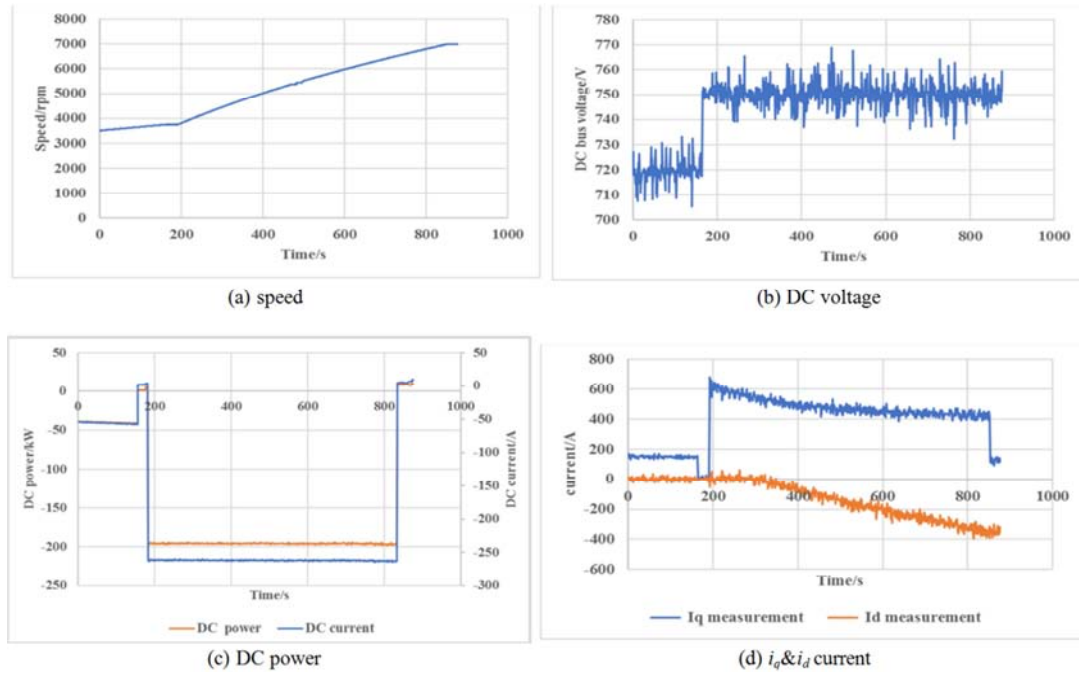 8000
7000
6000
5000
4000
3000
2000
1000
0
Speed/rpm
0 200 400 600 800 1000
Time/s
(a) speed
780
770
760
750
740
730
720
710
700
DC bus voltage/V
0 200 400 600 800 1000
Time/s
(b) DC voltage
50
0
-50
-100
-150
-200
-250
DC power/kW
0 200 400 600 800 1000
50
0
-50
-100
-150
-200
-250
-300
DC current/A
Time/s
DC power DC current
(c) DC power
800
600
400
200
0
-200
-400
-600
current/A
0 200 400 600 800 1000
Time/s
Iq measurement Id measurement
(d) iq&id current